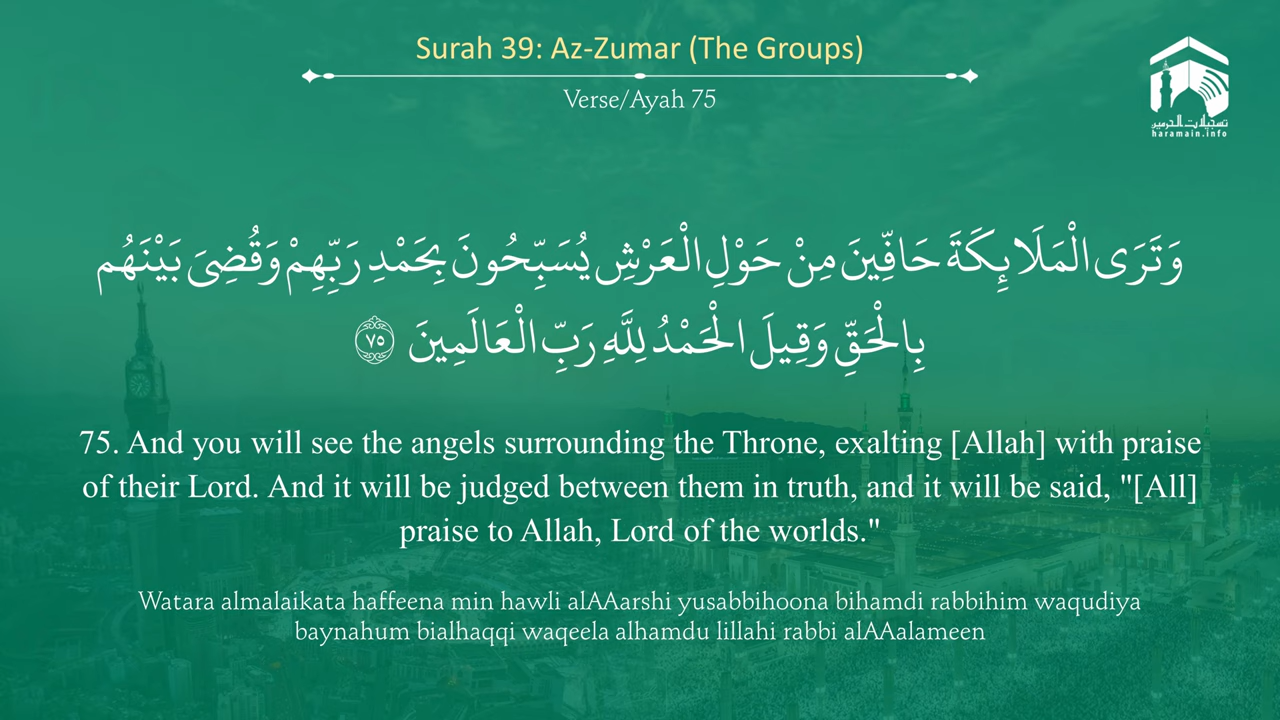 Surah 39: Az-Zumar (The Groups)
Verse/Ayah 75
تسجيلات الحرمين
haramain.info
وَتَرَى الْمَلَائِكَةَ حَافِّينَ مِنْ حَوْلِ الْعَرْشِ يُسَبِّحُونَ بِحَمْدِ رَبِّهِمْ وَقُضِيَ بَيْنَهُم
بِالْحَقِّ وَقِيلَ الْحَمْدُ لِلَّهِ رَبِّ الْعَالَمِينَ ٧٥
75. And you will see the angels surrounding the Throne, exalting [Allah] with praise
of their Lord. And it will be judged between them in truth, and it will be said, "[All]
praise to Allah, Lord of the worlds."
Watara almalaikata haffeena min hawli alAAarshi yusabbihoona bihamdi rabbihim waqudiya
baynahum bialhaqqi waqeela alhamdu lillahi rabbi alAAalameen